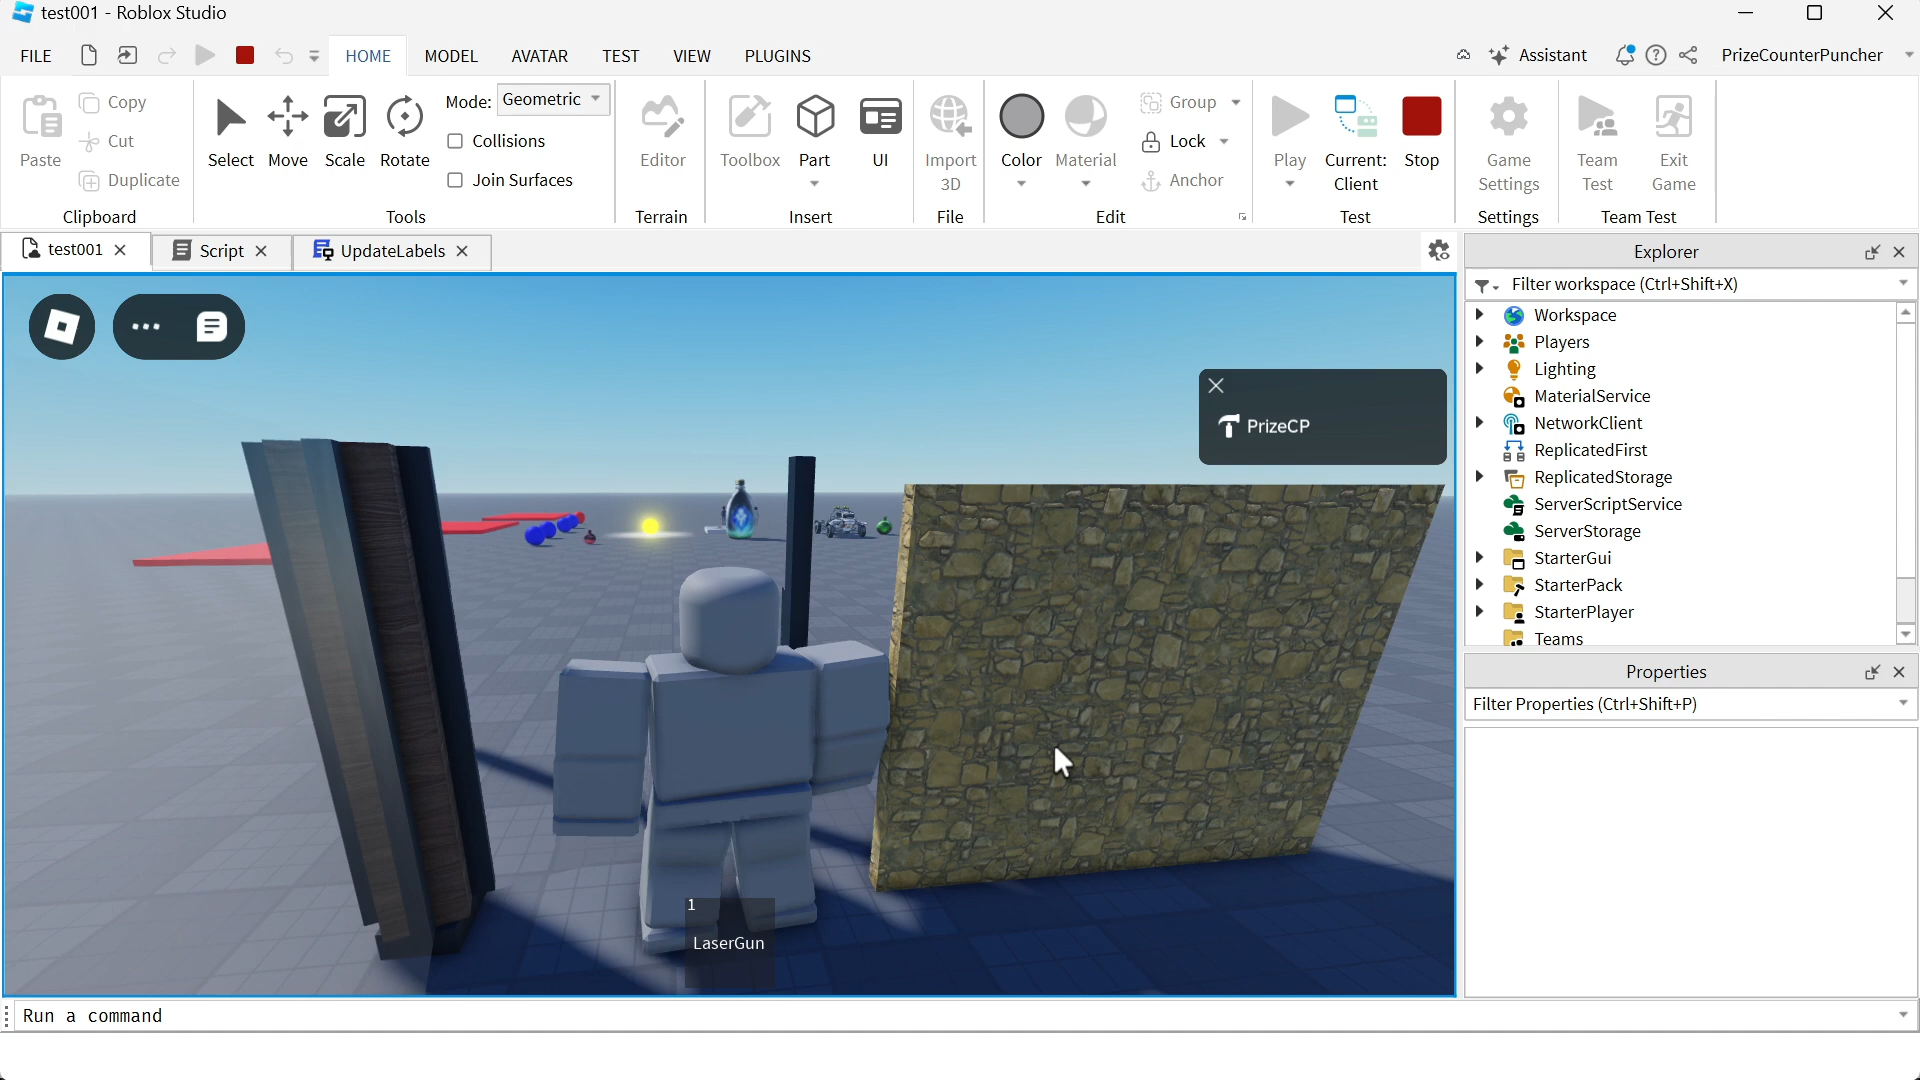 test001 - Roblox Studio
FILE
HOME
MODEL
AVATAR
TEST
VIEW
PLUGINS
Assistant
PrizeCounterPuncher
Paste
Copy
Cut
Duplicate
Clipboard
Select
Move
Scale
Rotate
Mode: Geometric
Collisions
Join Surfaces
Tools
Editor
Terrain
Toolbox
Part
UI
Insert
Import
3D
File
Color
Material
Group
Lock
Anchor
Edit
Play
Current:
Client
Stop
Test
Game
Settings
Settings
Team
Test
Exit
Game
Team Test
test001
Script
UpdateLabels
PrizeCP
1
LaserGun
Explorer
Filter workspace (Ctrl+Shift+X)
Workspace
Players
Lighting
MaterialService
NetworkClient
ReplicatedFirst
ReplicatedStorage
ServerScriptService
ServerStorage
StarterGui
StarterPack
StarterPlayer
Teams
Properties
Filter Properties (Ctrl+Shift+P)
Run a command